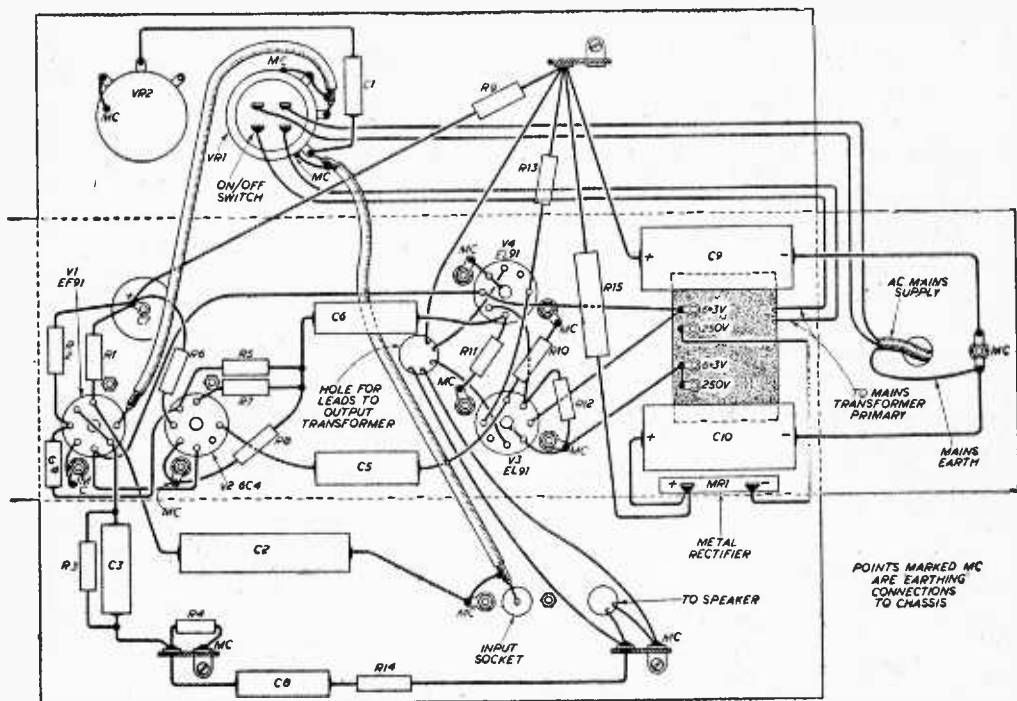 VR2
MC
MC
C1
VR1
ON/OFF
SWITCH
MC
R9
R13
V1
EF91
V4
91
MC
C9
+
−
R15
AC MAINS
SUPPLY
6·3V
250V
6·3V
250V
MC
R1
R6
R5
R7
C6
R11
R10
MC
MC
HOLE FOR
LEADS TO
OUTPUT
TRANSFORMER
R8
R12
MC
V3
EL91
TO MAINS
TRANSFORMER
PRIMARY
C10
+
−
MAINS
EARTH
C5
V2 6C4
MC
+ MR1 −
METAL
RECTIFIER
R3
C3
C2
MC
INPUT
SOCKET
TO SPEAKER
MC
POINTS MARKED MC
ARE EARTHING
CONNECTIONS
TO CHASSIS
R4
MC
C8
R14